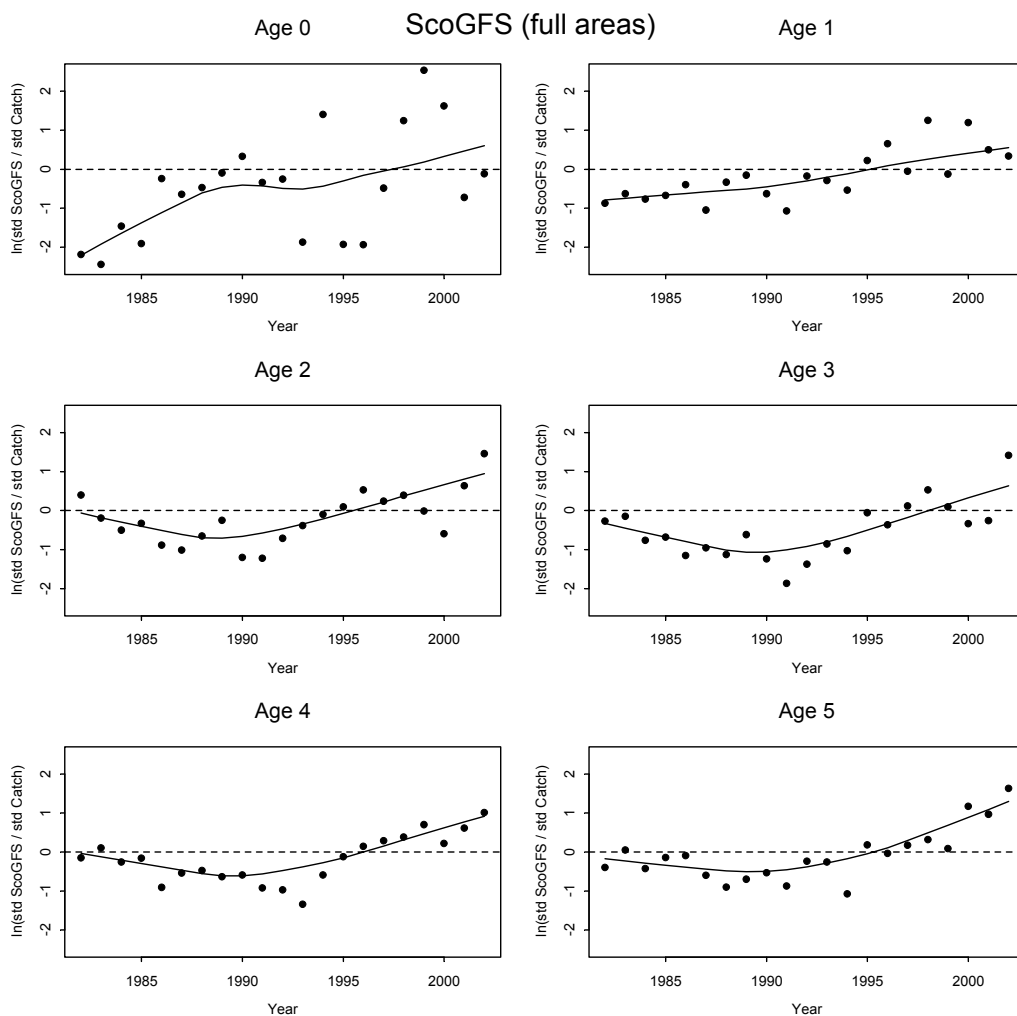 ScoGFS (full areas)
Age 0
Age 1
ln(std ScoGFS / std Catch)
2
1
0
-1
-2
1985 1990 1995 2000
Year
ln(std ScoGFS / std Catch)
2
1
0
-1
-2
1985 1990 1995 2000
Year
Age 2
Age 3
ln(std ScoGFS / std Catch)
2
1
0
-1
-2
1985 1990 1995 2000
Year
ln(std ScoGFS / std Catch)
2
1
0
-1
-2
1985 1990 1995 2000
Year
Age 4
Age 5
ln(std ScoGFS / std Catch)
2
1
0
-1
-2
1985 1990 1995 2000
Year
ln(std ScoGFS / std Catch)
2
1
0
-1
-2
1985 1990 1995 2000
Year